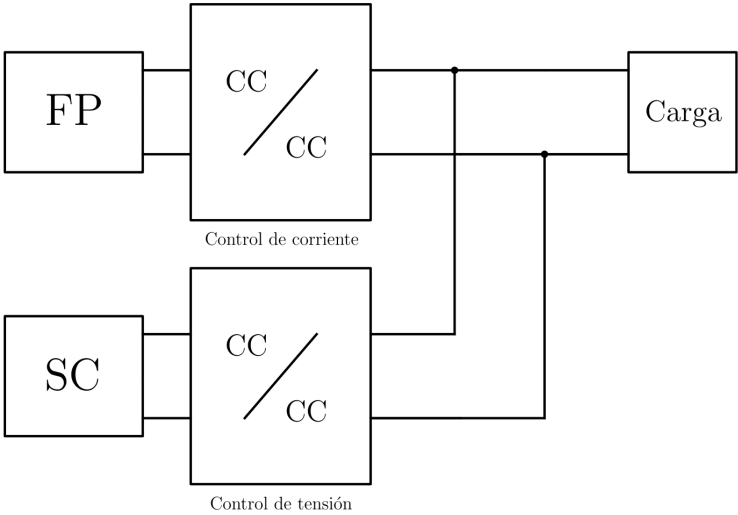 FP
CC
CC
Carga
Control de corriente
SC
CC
CC
Control de tensión